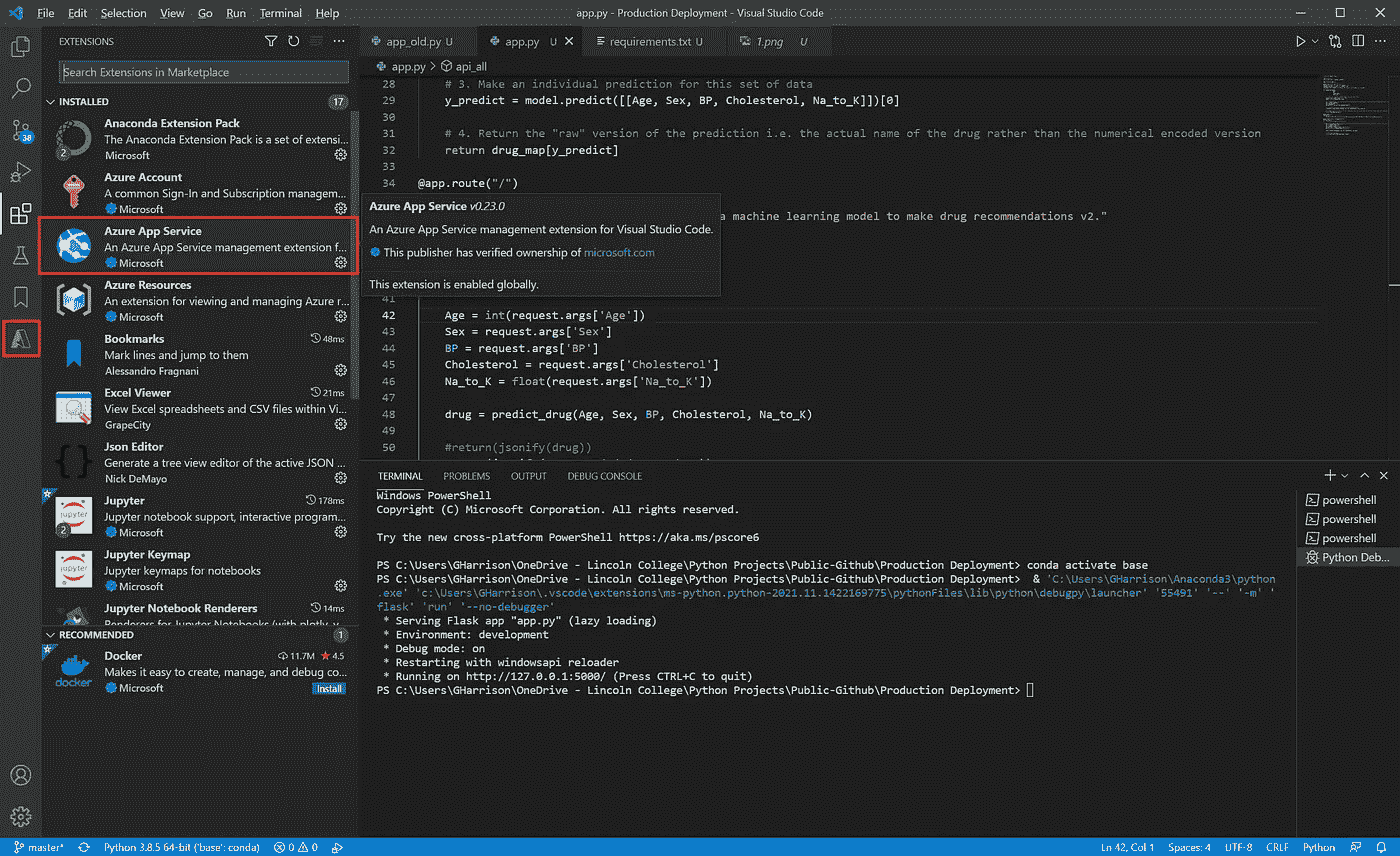 File Edit Selection View Go Run Terminal Help
app.py - Production Deployment - Visual Studio Code
EXTENSIONS
Search Extensions in Marketplace
INSTALLED 17
Anaconda Extension Pack
The Anaconda Extension Pack is a set of extensi...
2 Microsoft
Azure Account
A common Sign-In and Subscription managem...
Microsoft
Azure App Service
An Azure App Service management extension f...
Microsoft
Azure Resources
An extension for viewing and managing Azure r...
Microsoft
Bookmarks 48ms
Mark lines and jump to them
Alessandro Fragnani
Excel Viewer 21ms
View Excel spreadsheets and CSV files within Vi...
GrapeCity
Json Editor
Generate a tree view editor of the active JSON ...
Nick DeMayo
Jupyter 178ms
Jupyter notebook support, interactive program...
2 Microsoft
Jupyter Keymap
Jupyter keymaps for notebooks
Microsoft
Jupyter Notebook Renderers 14ms
Renderers for Jupyter Notebooks (with plotly, v...
RECOMMENDED 1
Docker 11.7M 4.5
Makes it easy to create, manage, and debug co...
Microsoft Install
docker
jupyter
jupyter
38
app_old.py U app.py U requirements.txt U 1.png U
app.py > api_all
28 # 3. Make an individual prediction for this set of data
29 y_predict = model.predict([[Age, Sex, BP, Cholesterol, Na_to_K]])[0]
30
31 # 4. Return the "raw" version of the prediction i.e. the actual name of the drug rather than the numerical encoded version
32 return drug_map[y_predict]
33
34 @app.route("/")
Azure App Service v0.23.0
a machine learning model to make drug recommendations v2."
An Azure App Service management extension for Visual Studio Code.
This publisher has verified ownership of microsoft.com
This extension is enabled globally.
41
42 Age = int(request.args['Age'])
43 Sex = request.args['Sex']
44 BP = request.args['BP']
45 Cholesterol = request.args['Cholesterol']
46 Na_to_K = float(request.args['Na_to_K'])
47
48 drug = predict_drug(Age, Sex, BP, Cholesterol, Na_to_K)
49
50 #return(jsonify(drug))
TERMINAL PROBLEMS OUTPUT DEBUG CONSOLE
Windows PowerShell
Copyright (C) Microsoft Corporation. All rights reserved.
Try the new cross-platform PowerShell https://aka.ms/pscore6
PS C:\Users\GHarrison\OneDrive - Lincoln College\Python Projects\Public-Github\Production Deployment> conda activate base
PS C:\Users\GHarrison\OneDrive - Lincoln College\Python Projects\Public-Github\Production Deployment> & 'C:\Users\GHarrison\Anaconda3\python
.exe' 'c:\Users\GHarrison\.vscode\extensions\ms-python.python-2021.11.1422169775\pythonFiles\lib\python\debugpy\launcher' '55491' '--' '-m' '
flask' 'run' '--no-debugger'
* Serving Flask app "app.py" (lazy loading)
* Environment: development
* Debug mode: on
* Restarting with windowsapi reloader
* Running on http://127.0.0.1:5000/ (Press CTRL+C to quit)
PS C:\Users\GHarrison\OneDrive - Lincoln College\Python Projects\Public-Github\Production Deployment>
powershell
powershell
powershell
Python Deb...
master* Python 3.8.5 64-bit ('base': conda) 0 0
Ln 42, Col 1 Spaces: 4 UTF-8 CRLF Python